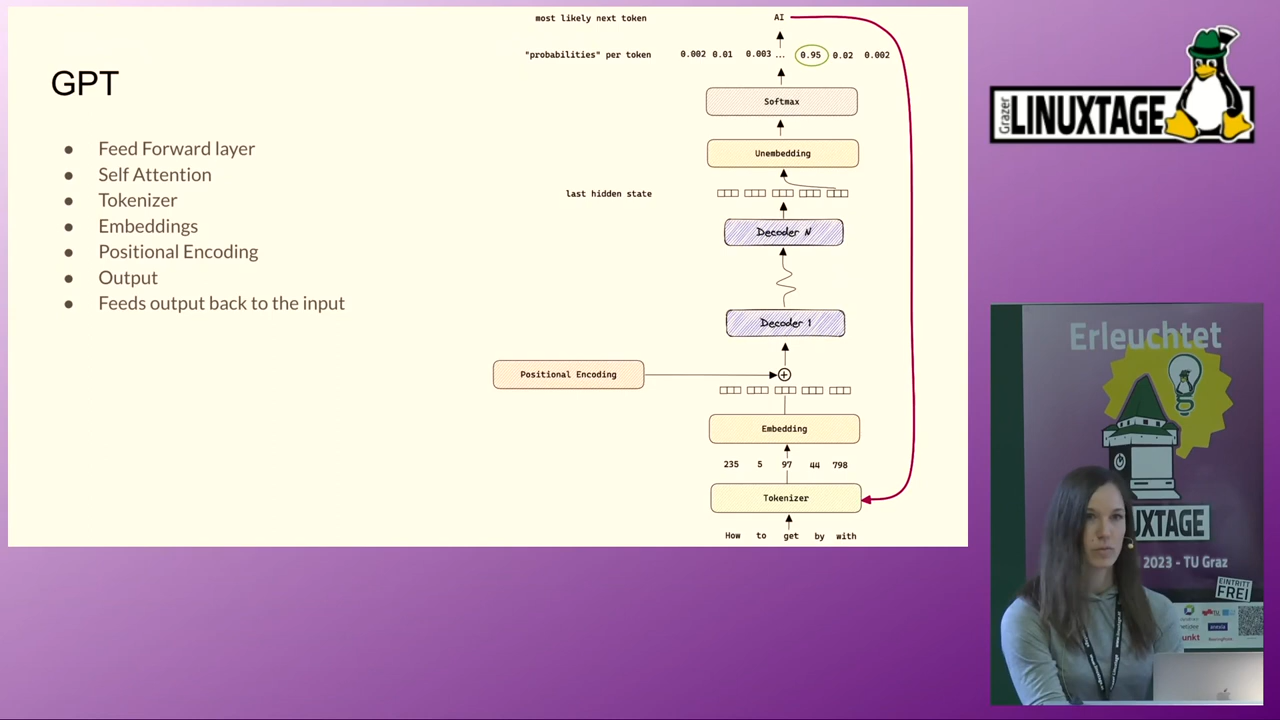 GPT
Feed Forward layer
Self Attention
Tokenizer
Embeddings
Positional Encoding
Output
Feeds output back to the input
most likely next token
AI
"probabilities" per token
0.002 0.01 0.003 ... 0.95 0.02 0.002
Softmax
Unembedding
last hidden state
Decoder N
Decoder 1
Positional Encoding
Embedding
235 5 97 44 798
Tokenizer
How to get by with
Grazer
LINUXTAGE
Erleuchtet
UXTAGE
2023 - TU Graz
EINTRITT
FREI